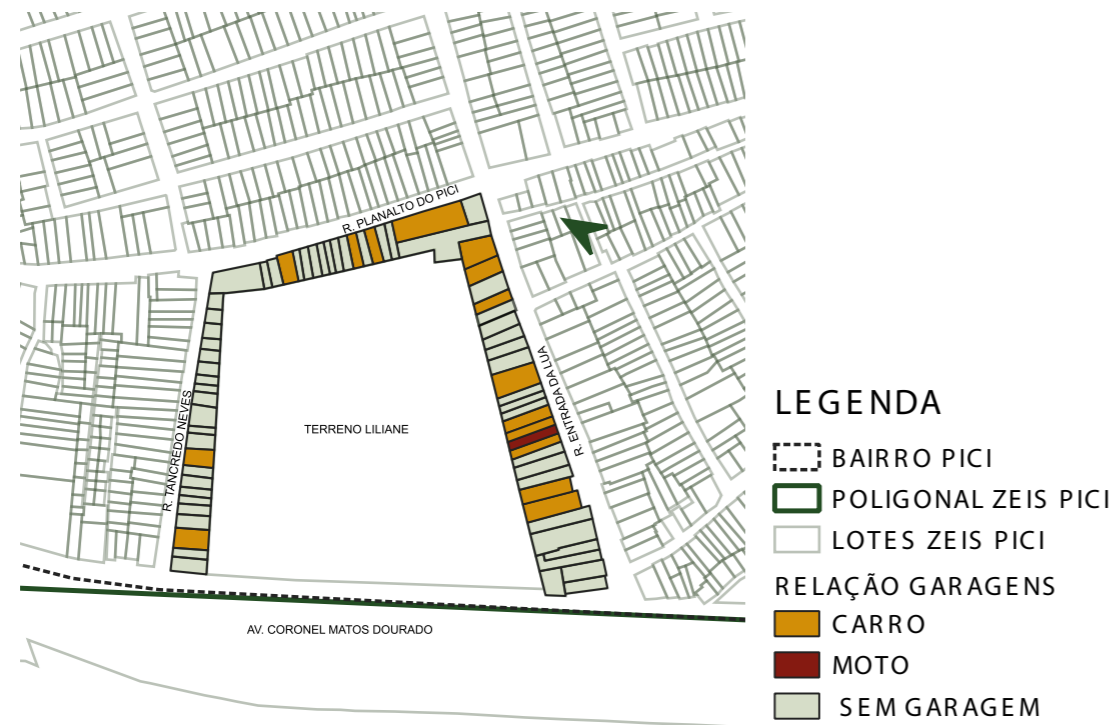 R. PLANALTO DO PICI
R. TANCREDO NEVES
TERRENO LILIANE
R. ENTRADA DA LUA
AV. CORONEL MATOS DOURADO
LEGENDA
BAIRRO PICI
POLIGONAL ZEIS PICI
LOTES ZEIS PICI
RELAÇÃO GARAGENS
CARRO
MOTO
SEM GARAGEM